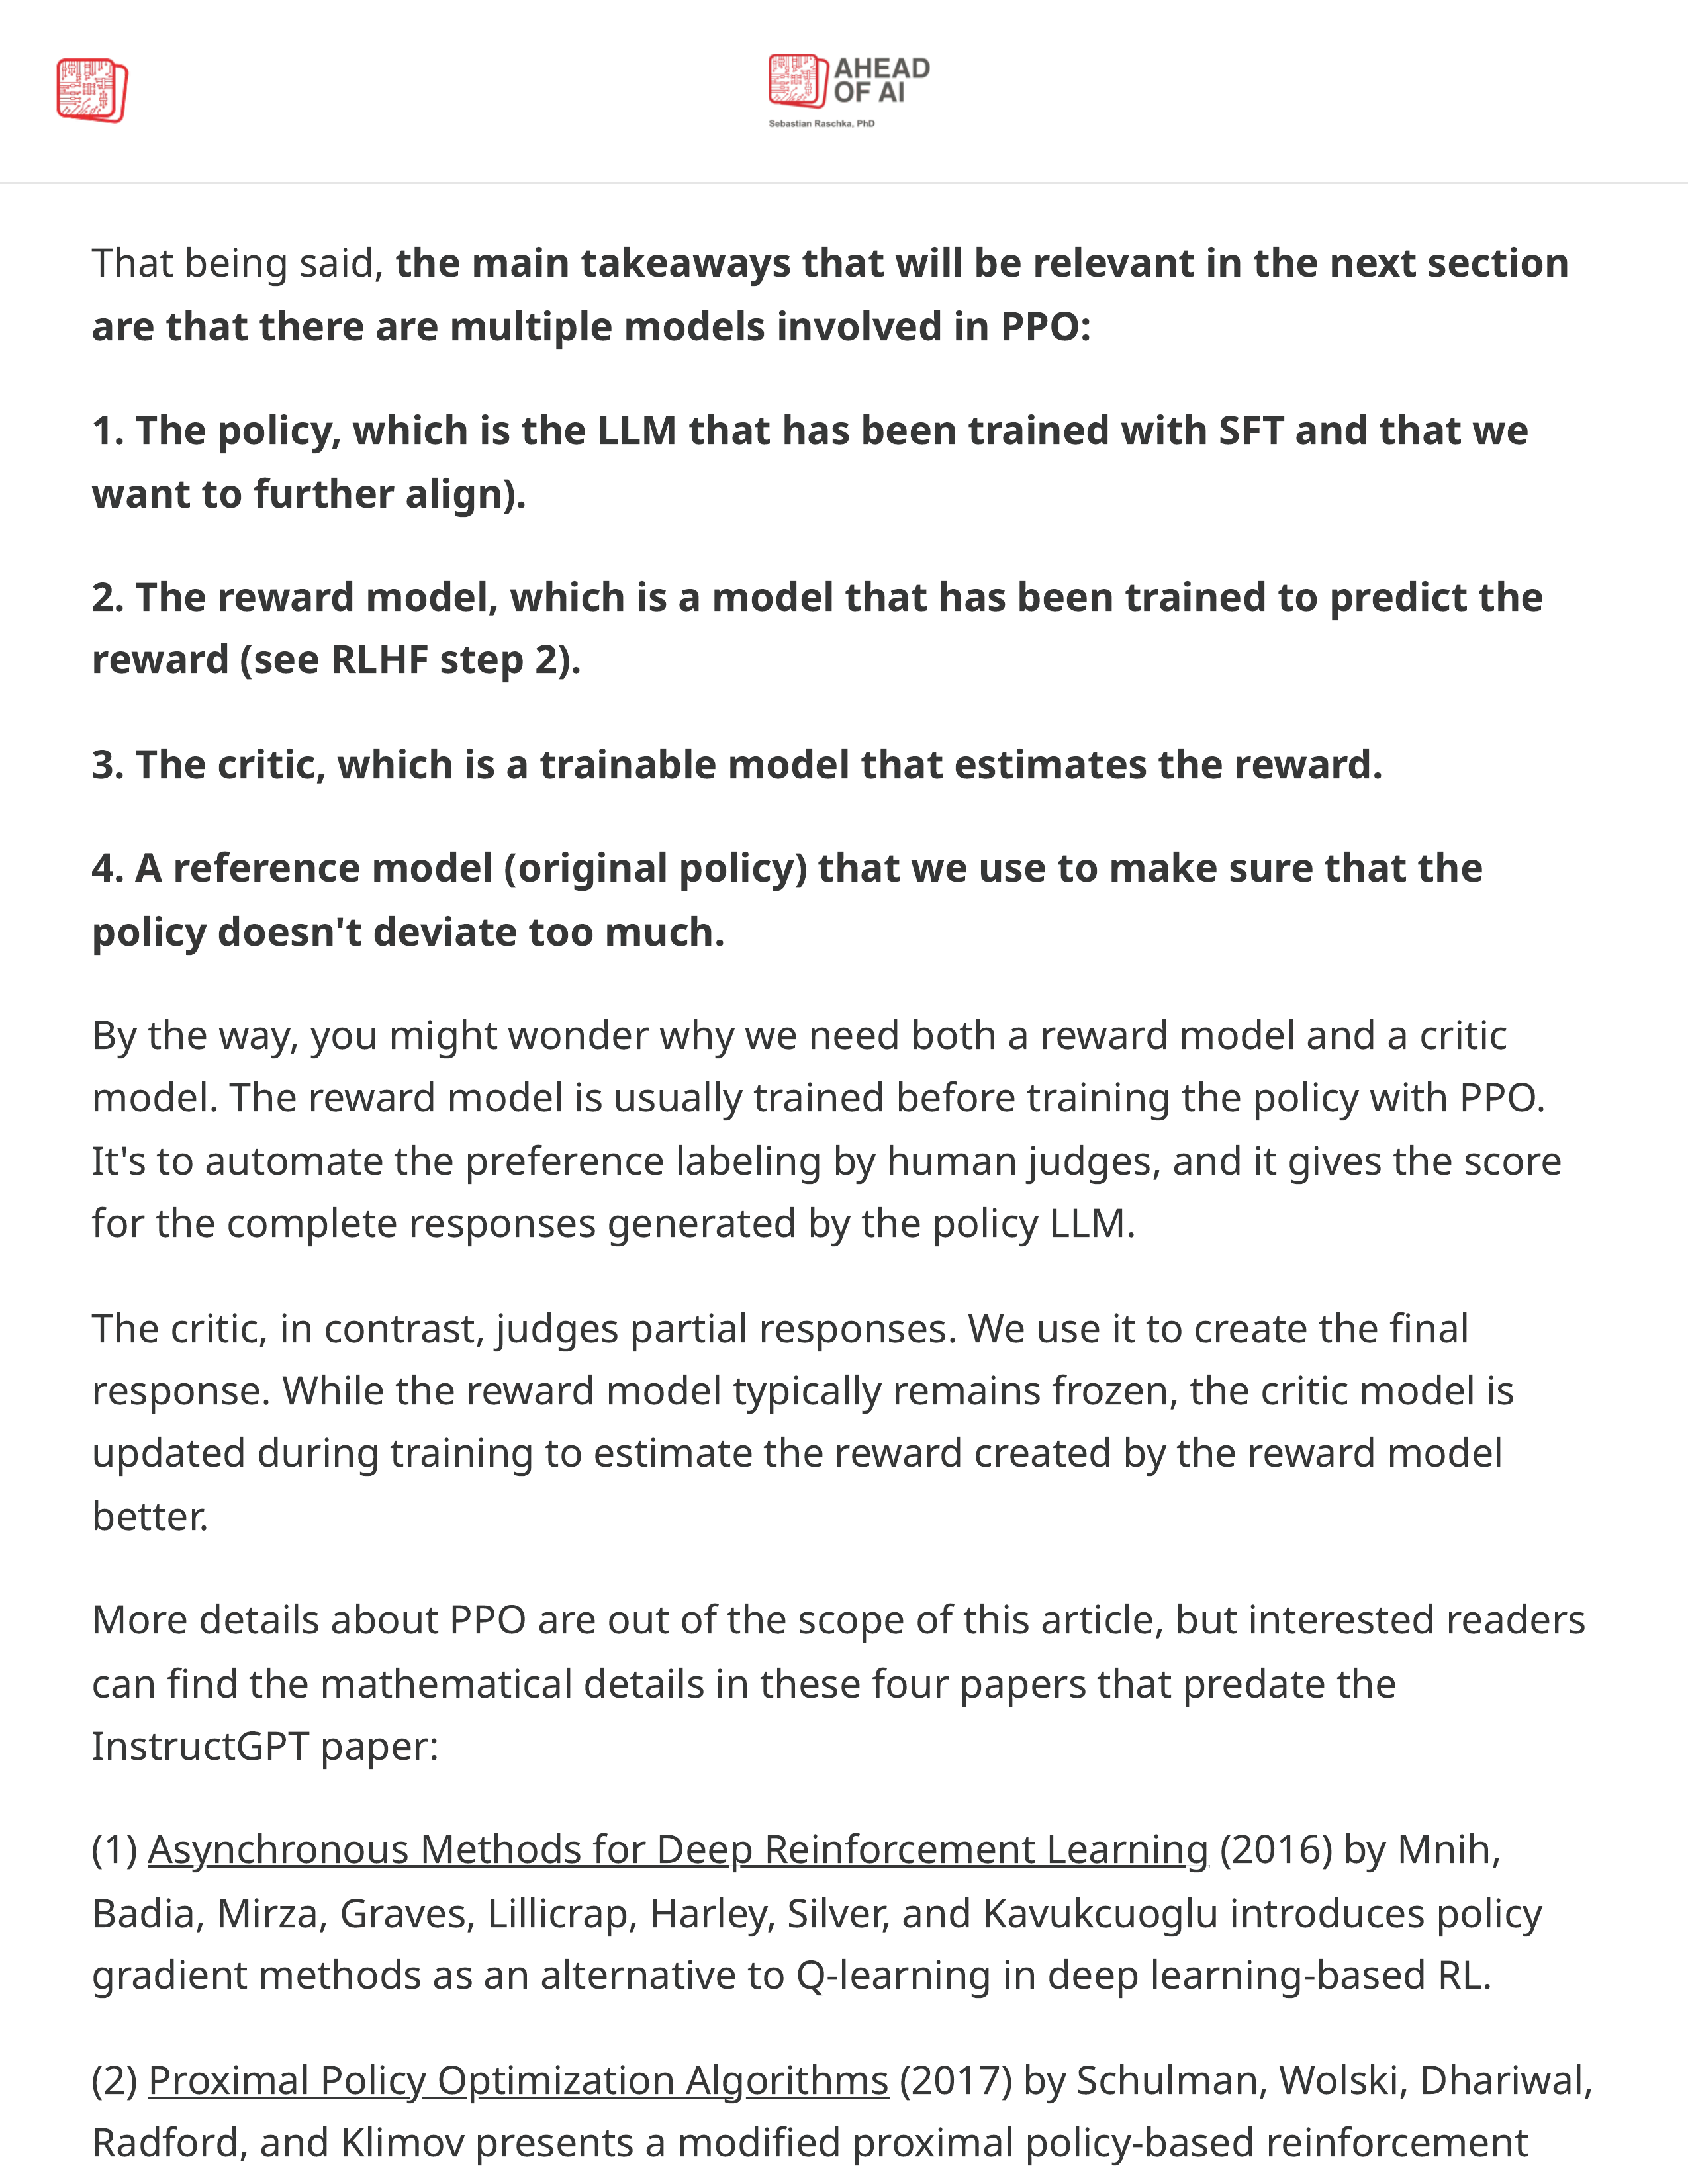 AHEAD
OF AI
Sebastian Raschka, PhD
That being said, the main takeaways that will be relevant in the next section
are that there are multiple models involved in PPO:
1. The policy, which is the LLM that has been trained with SFT and that we
want to further align).
2. The reward model, which is a model that has been trained to predict the
reward (see RLHF step 2).
3. The critic, which is a trainable model that estimates the reward.
4. A reference model (original policy) that we use to make sure that the
policy doesn't deviate too much.
By the way, you might wonder why we need both a reward model and a critic
model. The reward model is usually trained before training the policy with PPO.
It's to automate the preference labeling by human judges, and it gives the score
for the complete responses generated by the policy LLM.
The critic, in contrast, judges partial responses. We use it to create the final
response. While the reward model typically remains frozen, the critic model is
updated during training to estimate the reward created by the reward model
better.
More details about PPO are out of the scope of this article, but interested readers
can find the mathematical details in these four papers that predate the
InstructGPT paper:
(1) Asynchronous Methods for Deep Reinforcement Learning (2016) by Mnih,
Badia, Mirza, Graves, Lillicrap, Harley, Silver, and Kavukcuoglu introduces policy
gradient methods as an alternative to Q-learning in deep learning-based RL.
(2) Proximal Policy Optimization Algorithms (2017) by Schulman, Wolski, Dhariwal,
Radford, and Klimov presents a modified proximal policy-based reinforcement